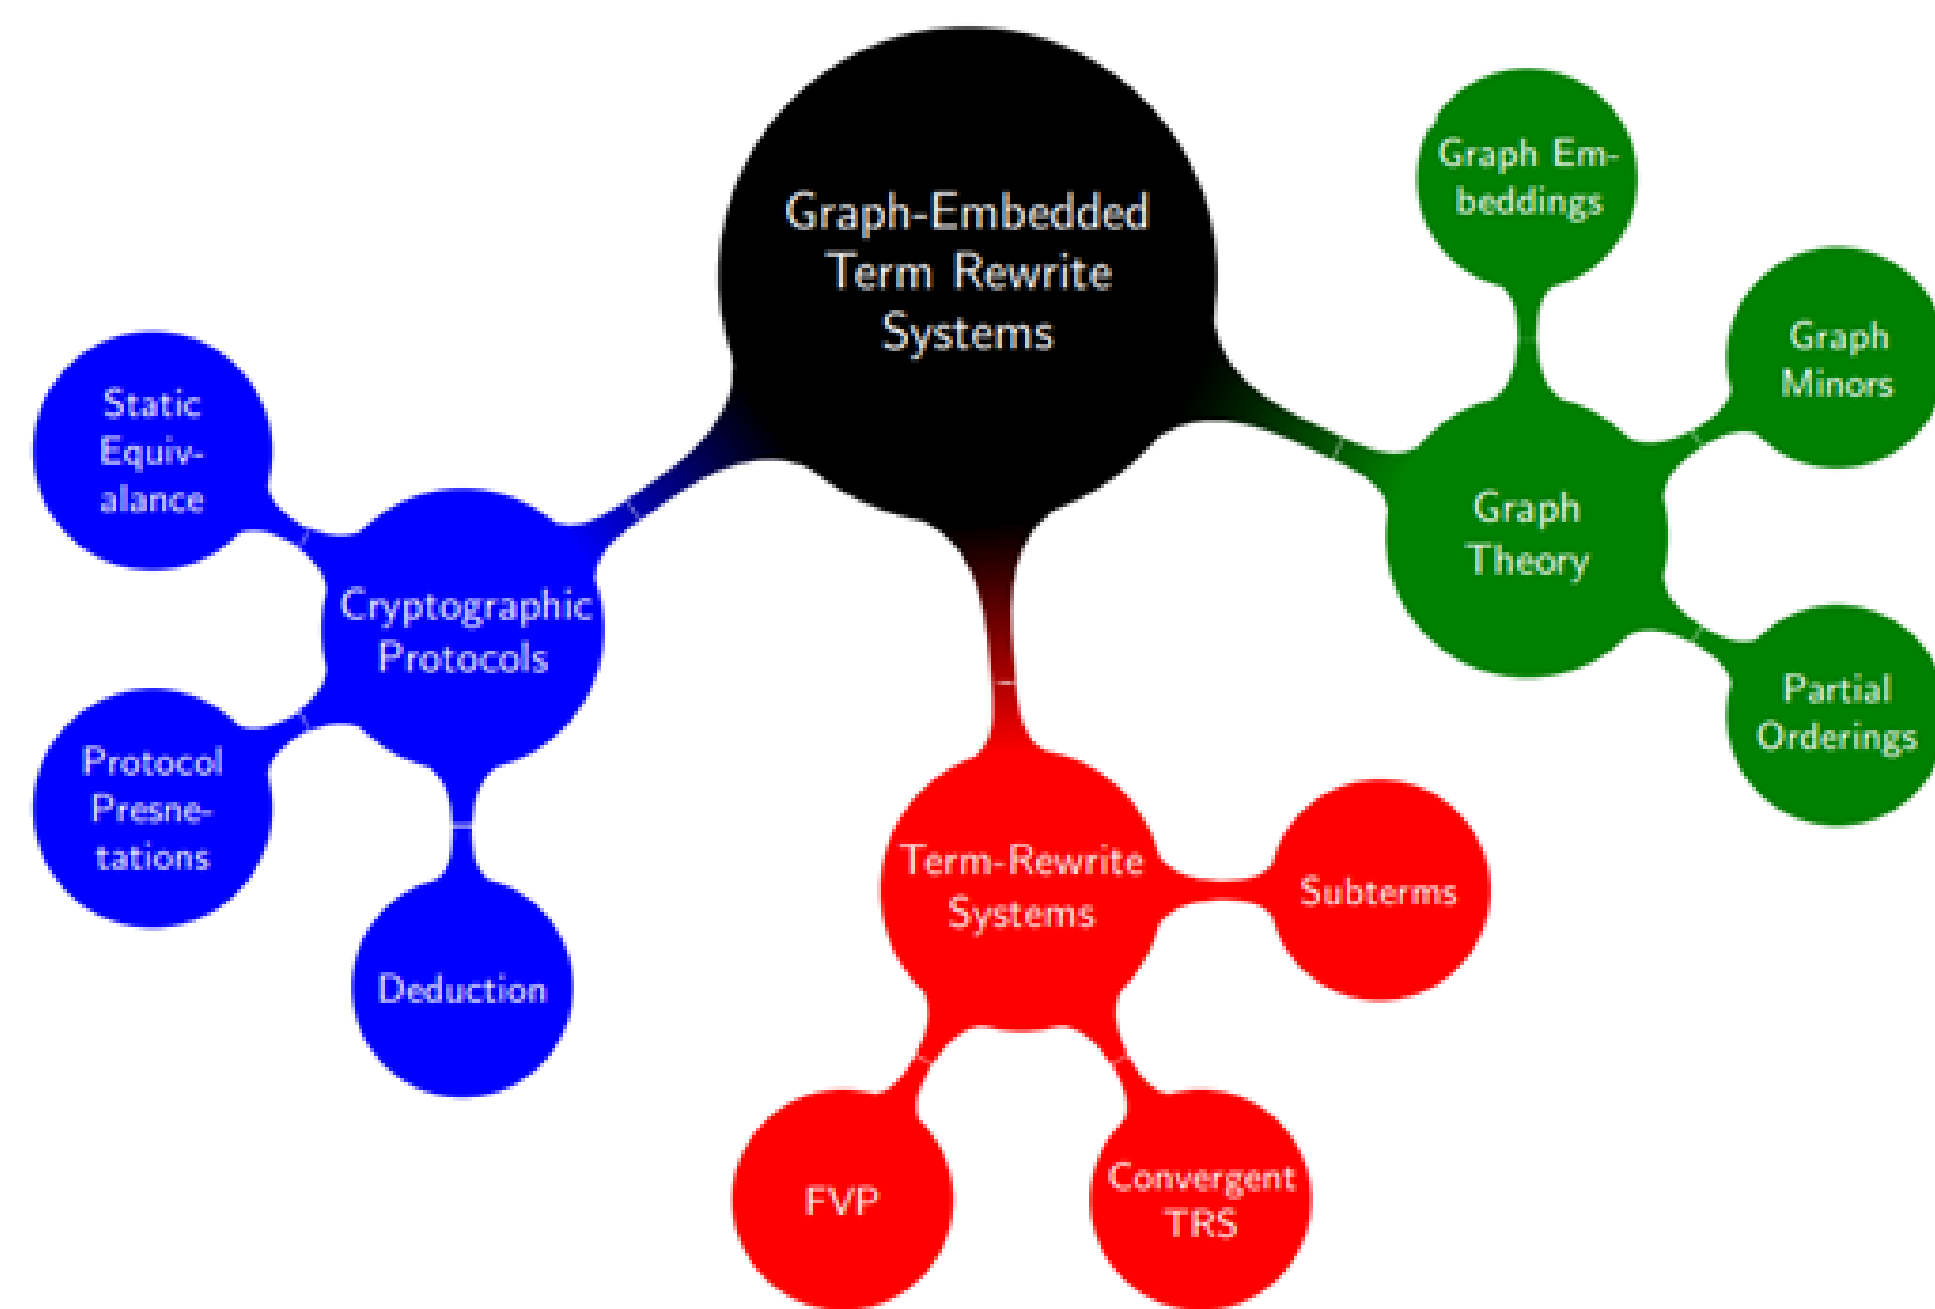 Graph-Embedded
Term Rewrite
Systems
Graph Em-
beddings
Graph
Minors
Graph
Theory
Partial
Orderings
Static
Equiv-
alance
Cryptographic
Protocols
Protocol
Presne-
tations
Deduction
Term-Rewrite
Systems
Subterms
FVP
Convergent
TRS